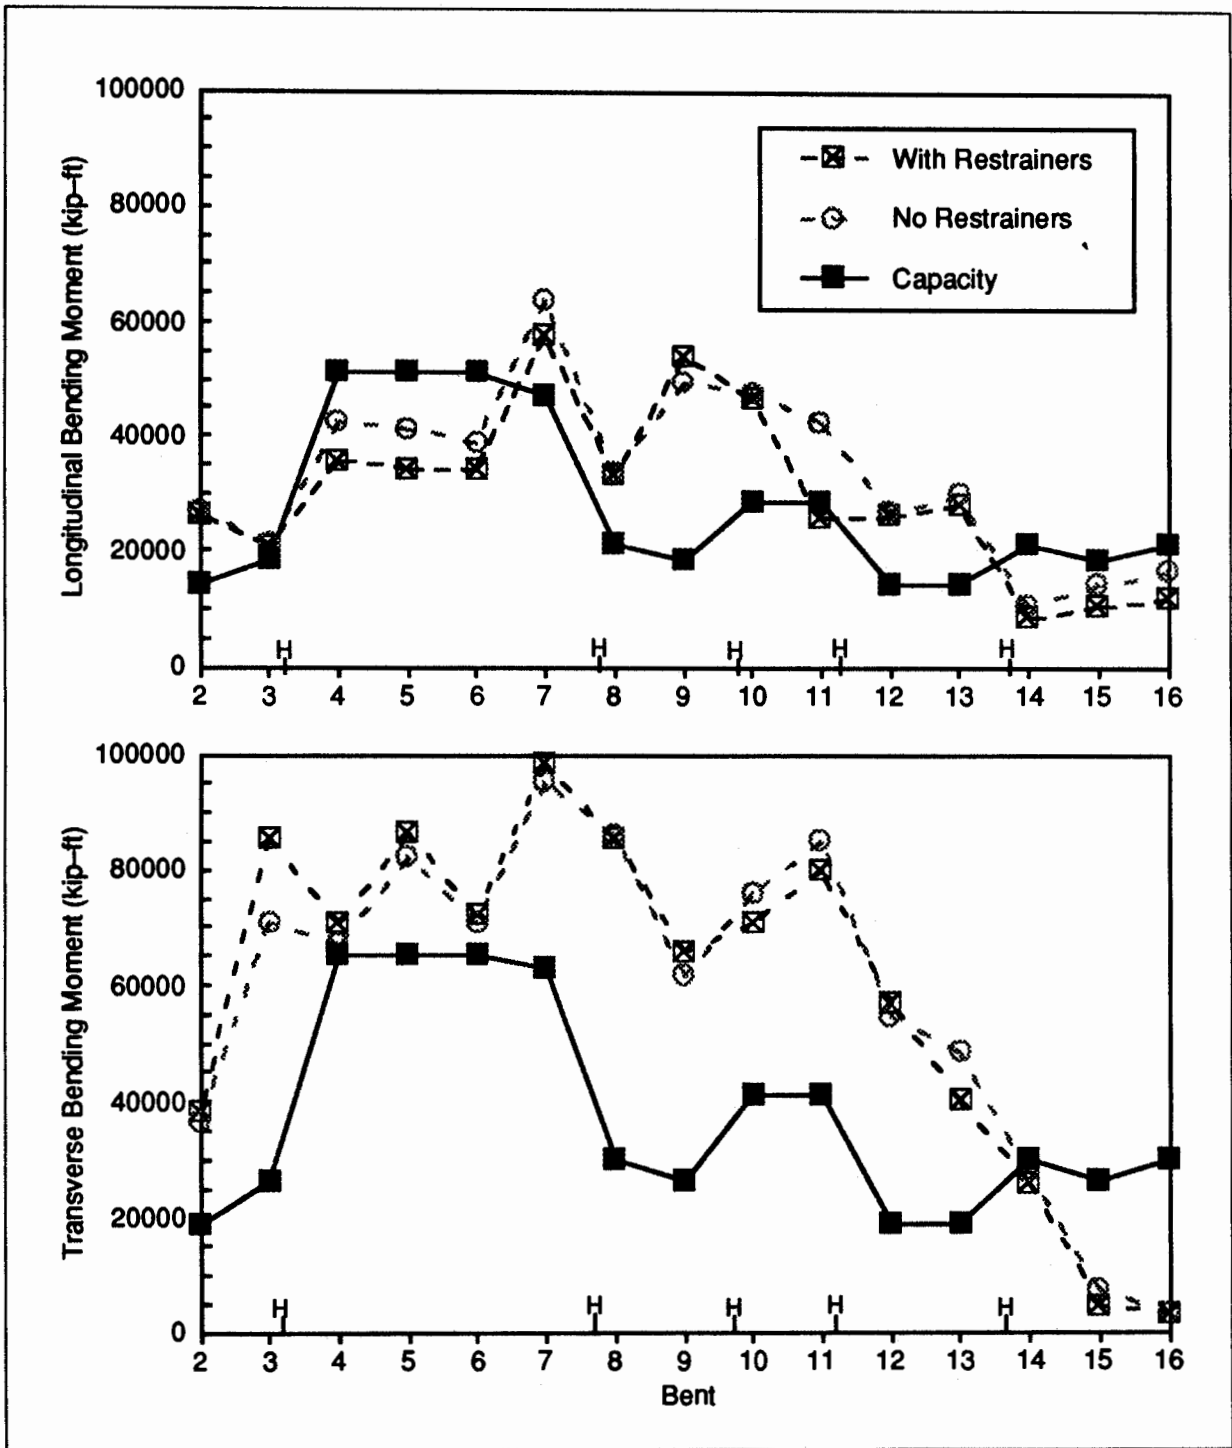 100000
80000
60000
40000
20000
0
Longitudinal Bending Moment (kip–ft)
With Restrainers
No Restrainers
Capacity
H H H H H
2 3 4 5 6 7 8 9 10 11 12 13 14 15 16
100000
80000
60000
40000
20000
0
Transverse Bending Moment (kip–ft)
H H H H H
2 3 4 5 6 7 8 9 10 11 12 13 14 15 16
Bent